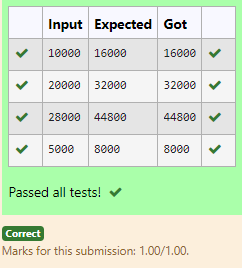 Input Expected Got
10000 16000 16000
20000 32000 32000
28000 44800 44800
5000 8000 8000
Passed all tests!
Correct
Marks for this submission: 1.00/1.00.